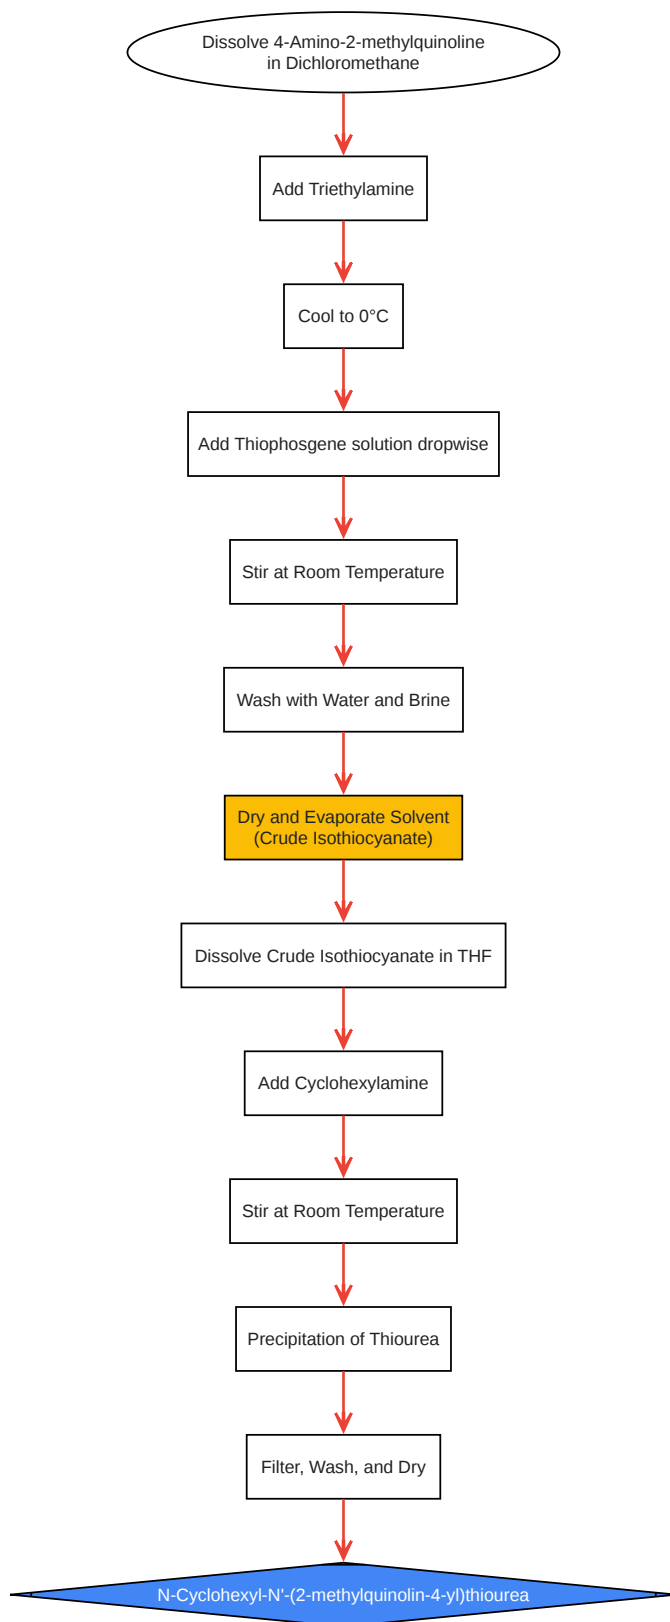 Dissolve 4-Amino-2-methylquinoline
in Dichloromethane
Add Triethylamine
Cool to 0°C
Add Thiophosgene solution dropwise
Stir at Room Temperature
Wash with Water and Brine
Dry and Evaporate Solvent
(Crude Isothiocyanate)
Dissolve Crude Isothiocyanate in THF
Add Cyclohexylamine
Stir at Room Temperature
Precipitation of Thiourea
Filter, Wash, and Dry
N-Cyclohexyl-N'-(2-methylquinolin-4-yl)thiourea